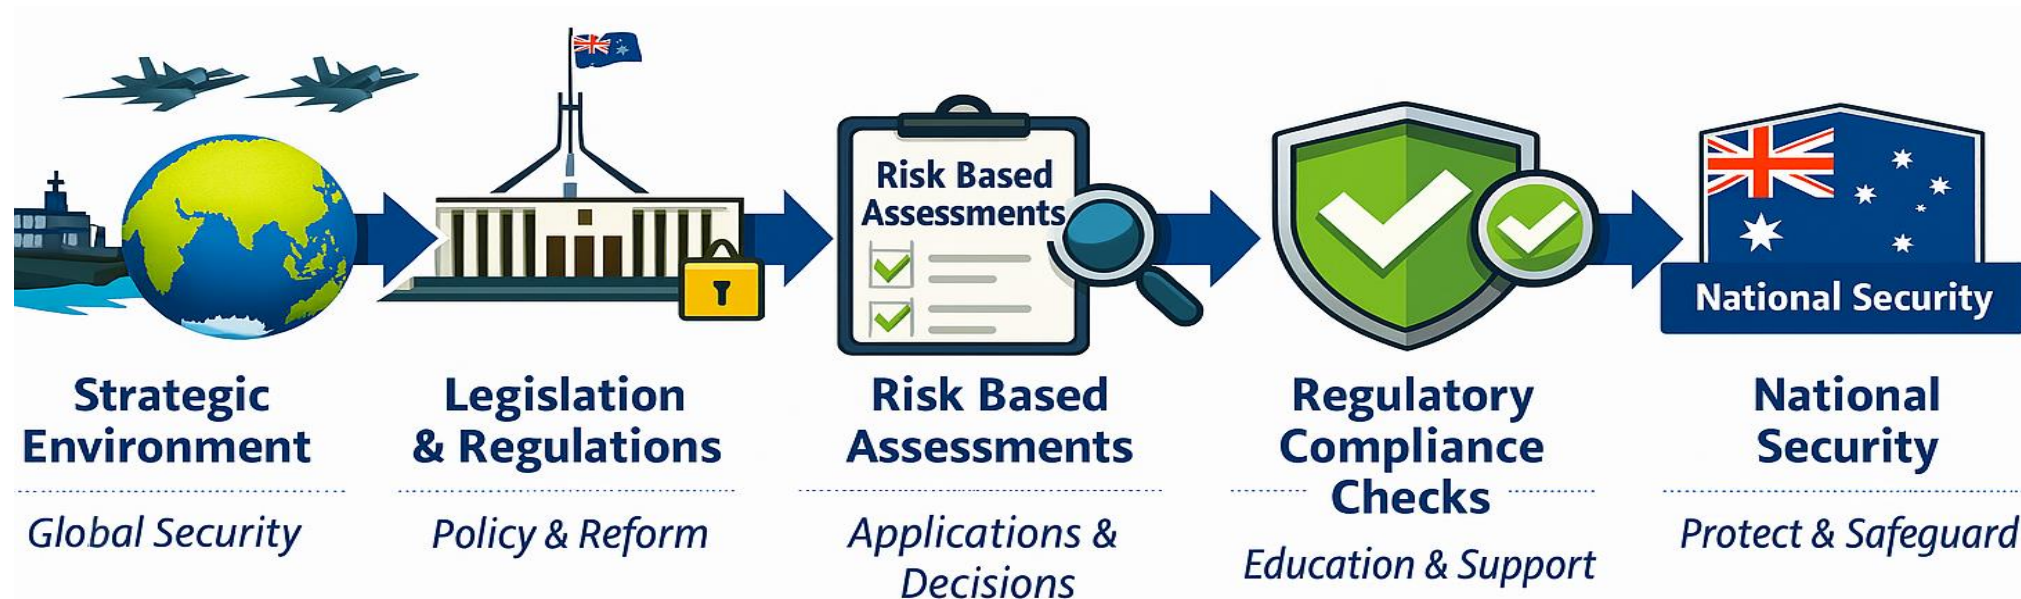 Risk Based
Assessments
National Security
Strategic
Environment
Global Security
Legislation
& Regulations
Policy & Reform
Risk Based
Assessments
Applications &
Decisions
Regulatory
Compliance
Checks
Education & Support
National
Security
Protect & Safeguard